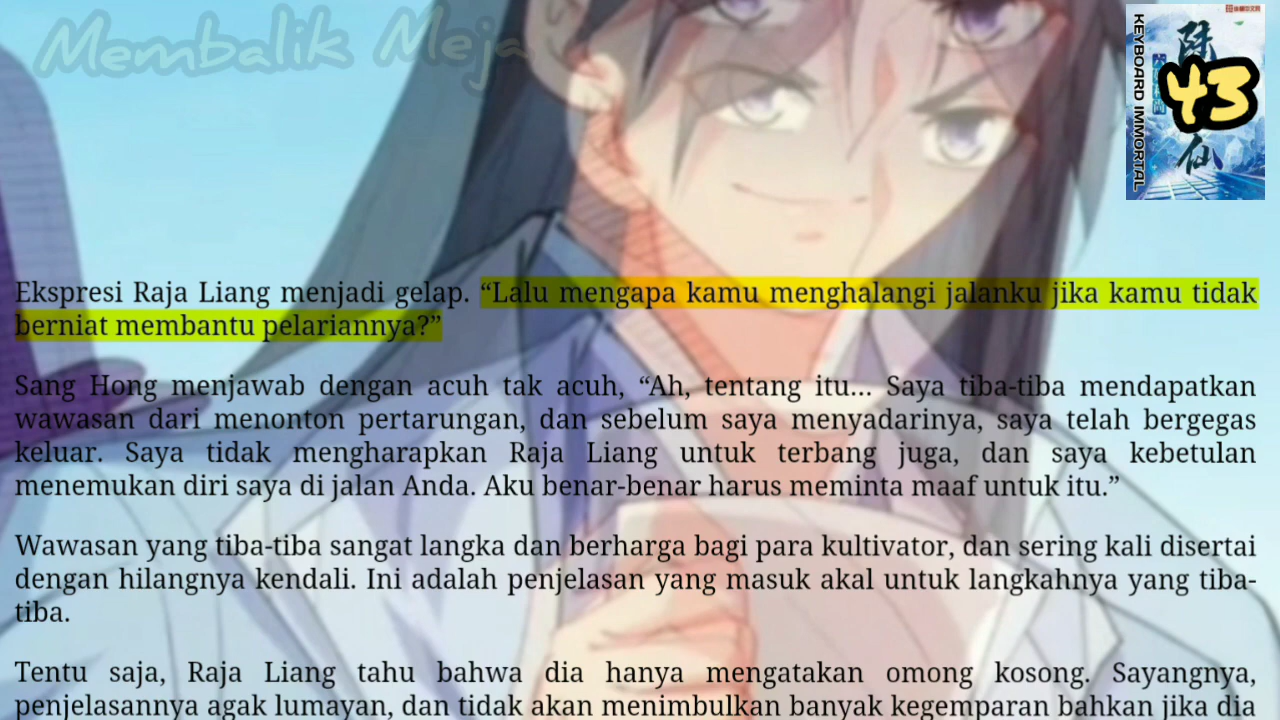 Membalik Meja
KEYBOARD IMMORTAL
43
仙
Ekspresi Raja Liang menjadi gelap. “Lalu mengapa kamu menghalangi jalanku jika kamu tidak
berniat membantu pelariannya?”
Sang Hong menjawab dengan acuh tak acuh, “Ah, tentang itu… Saya tiba-tiba mendapatkan
wawasan dari menonton pertarungan, dan sebelum saya menyadarinya, saya telah bergegas
keluar. Saya tidak mengharapkan Raja Liang untuk terbang juga, dan saya kebetulan
menemukan diri saya di jalan Anda. Aku benar-benar harus meminta maaf untuk itu.”
Wawasan yang tiba-tiba sangat langka dan berharga bagi para kultivator, dan sering kali disertai
dengan hilangnya kendali. Ini adalah penjelasan yang masuk akal untuk langkahnya yang tiba-
tiba.
Tentu saja, Raja Liang tahu bahwa dia hanya mengatakan omong kosong. Sayangnya,
penjelasannya agak lumayan, dan tidak akan menimbulkan banyak kegemparan bahkan jika dia